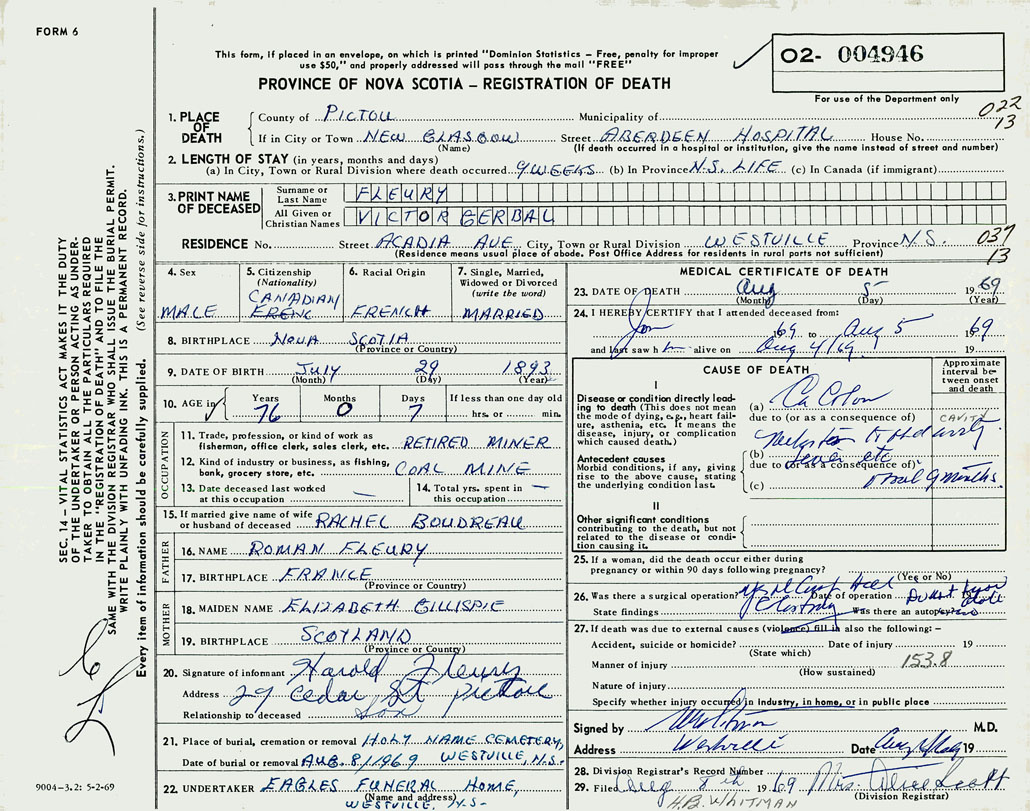 FORM 6
This form, if placed in an envelope, on which is printed "Dominion Statistics – Free, penalty for improper
use $50," and properly addressed will pass through the mail "FREE"
PROVINCE OF NOVA SCOTIA – REGISTRATION OF DEATH
O2- 004946
For use of the Department only
022
13
1. PLACE OF DEATH
County of PICTOU Municipality of
If in City or Town NEW GLASGOW Street ABERDEEN HOSPITAL House No.
(Name) (If death occurred in a hospital or institution, give the name instead of street and number)
2. LENGTH OF STAY (in years, months and days)
(a) In City, Town or Rural Division where death occurred 9 WEEKS (b) In Province N.S. LIFE (c) In Canada (if immigrant)
3. PRINT NAME OF DECEASED
Surname or Last Name FLEURY
All Given or Christian Names VICTOR GERBAL
RESIDENCE No. Street ACADIA AVE City, Town or Rural Division WESTVILLE Province N.S.
(Residence means usual place of abode. Post Office Address for residents in rural parts not sufficient)
037
13
4. Sex
MALE
5. Citizenship
(Nationality)
CANADIAN
FRENC
6. Racial Origin
FRENCH
7. Single, Married, Widowed or Divorced
(write the word)
MARRIED
8. BIRTHPLACE NOVA SCOTIA
(Province or Country)
9. DATE OF BIRTH July 29 1893
(Month) (Day) (Year)
10. AGE in
Years Months Days If less than one day old
76 0 7 hrs. or min.
OCCUPATION
11. Trade, profession, or kind of work as
fisherman, office clerk, sales clerk, etc. RETIRED MINER
12. Kind of industry or business, as fishing,
bank, grocery store, etc. COAL MINE
13. Date deceased last worked
at this occupation —
14. Total yrs. spent in
this occupation —
15. If married give name of wife
or husband of deceased RACHEL BOUDREAU
FATHER
16. NAME ROMAN FLEURY
17. BIRTHPLACE FRANCE
(Province or Country)
MOTHER
18. MAIDEN NAME ELIZABETH GILLISPIE
19. BIRTHPLACE SCOTLAND
(Province or Country)
20. Signature of informant Harold Fleury
Address 29 Cedar St Pictou
Relationship to deceased Son
21. Place of burial, cremation or removal HOLY NAME CEMETERY,
Date of burial or removal AUG. 8/1969 WESTVILLE, N.S.
22. UNDERTAKER EAGLES FUNERAL HOME,
(Name and address)
WESTVILLE, N.S-
MEDICAL CERTIFICATE OF DEATH
23. DATE OF DEATH Aug 5 1969
(Month) (Day) (Year)
24. I HEREBY CERTIFY that I attended deceased from:
Jan 69 to Aug 5 1969
and last saw h alive on Aug 4/69 19
CAUSE OF DEATH
Approximate interval between onset and death
I
Disease or condition directly leading to death (This does not mean the mode of dying, e.g., heart failure, asthenia, etc. It means the disease, injury, or complication which caused death.)
(a) Ca Colon
due to (or as a consequence of)
CAVITY
Antecedent causes
Morbid conditions, if any, giving rise to the above cause, stating the underlying condition last.
(b) etc
due to (or as a consequence of)
(c) 9 months.
II
Other significant conditions
contributing to the death, but not related to the disease or condition causing it.
25. If a woman, did the death occur either during
pregnancy or within 90 days following pregnancy?
(Yes or No)
26. Was there a surgical operation? Date of operation
State findings Was there an autopsy?
27. If death was due to external causes (violence) fill in also the following: –
Accident, suicide or homicide? Date of injury 19
(State which)
Manner of injury 153.8
(How sustained)
Nature of injury
Specify whether injury occurred in industry, in home, or in public place
Signed by M.D.
Address Westville Date 19
28. Division Registrar's Record Number
29. Filed Aug 8th 1969 Mrs Alice Scott
(Division Registrar)
H.B. WHITMAN
SEC. 14 – VITAL STATISTICS ACT MAKES IT THE DUTY
OF THE UNDERTAKER OR PERSON ACTING AS UNDERTAKER
TO OBTAIN ALL THE PARTICULARS REQUIRED
IN THE "REGISTRATION OF DEATH" AND TO FILE THE
SAME WITH THE DIVISION REGISTRAR WHO SHALL ISSUE THE BURIAL PERMIT.
WRITE PLAINLY WITH UNFADING INK. THIS IS A PERMANENT RECORD.
Every item of information should be carefully supplied. (See reverse side for instructions.)
9004-3.2: 5-2-69